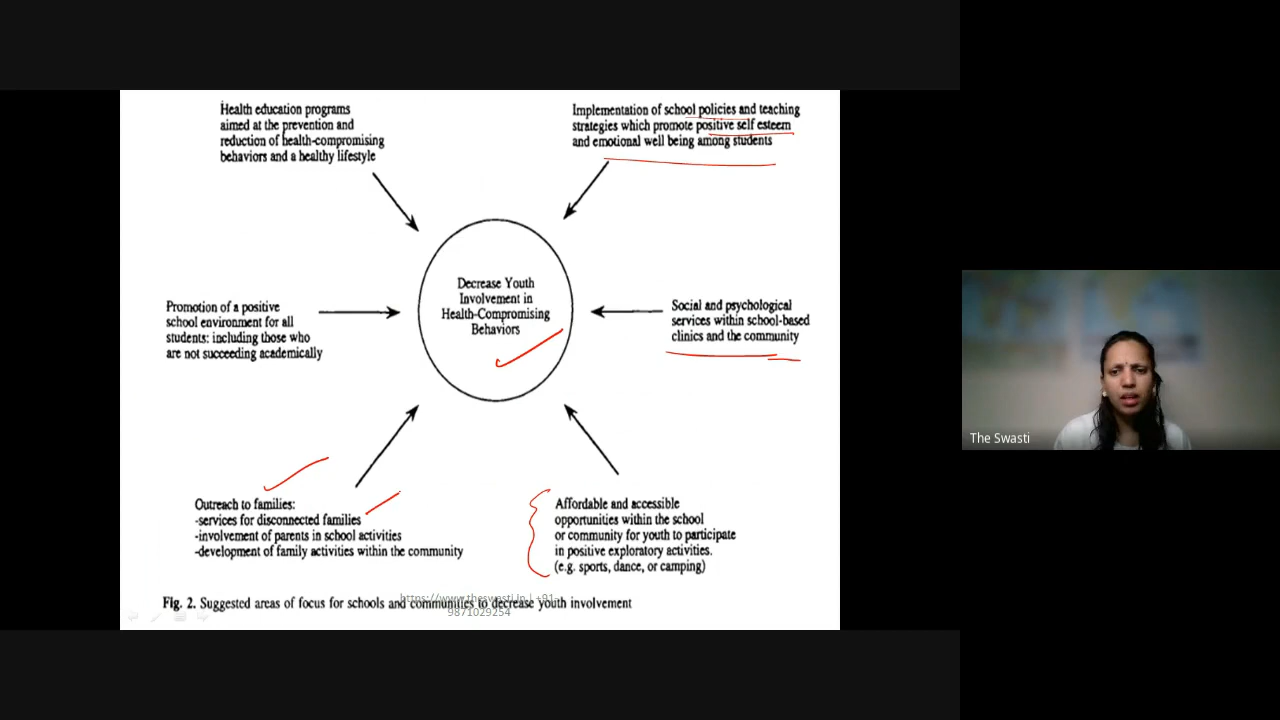 Health education programs
aimed at the prevention and
reduction of health-compromising
behaviors and a healthy lifestyle
Implementation of school policies and teaching
strategies which promote positive self esteem
and emotional well being among students
Decrease Youth
Involvement in
Health-Compromising
Behaviors
Promotion of a positive
school environment for all
students: including those who
are not succeeding academically
Social and psychological
services within school-based
clinics and the community
Outreach to families:
-services for disconnected families
-involvement of parents in school activities
-development of family activities within the community
Affordable and accessible
opportunities within the school
or community for youth to participate
in positive exploratory activities.
(e.g. sports, dance, or camping)
Fig. 2. Suggested areas of focus for schools and communities to decrease youth involvement
https://www.theswasti.in | +91-
9871029254
The Swasti